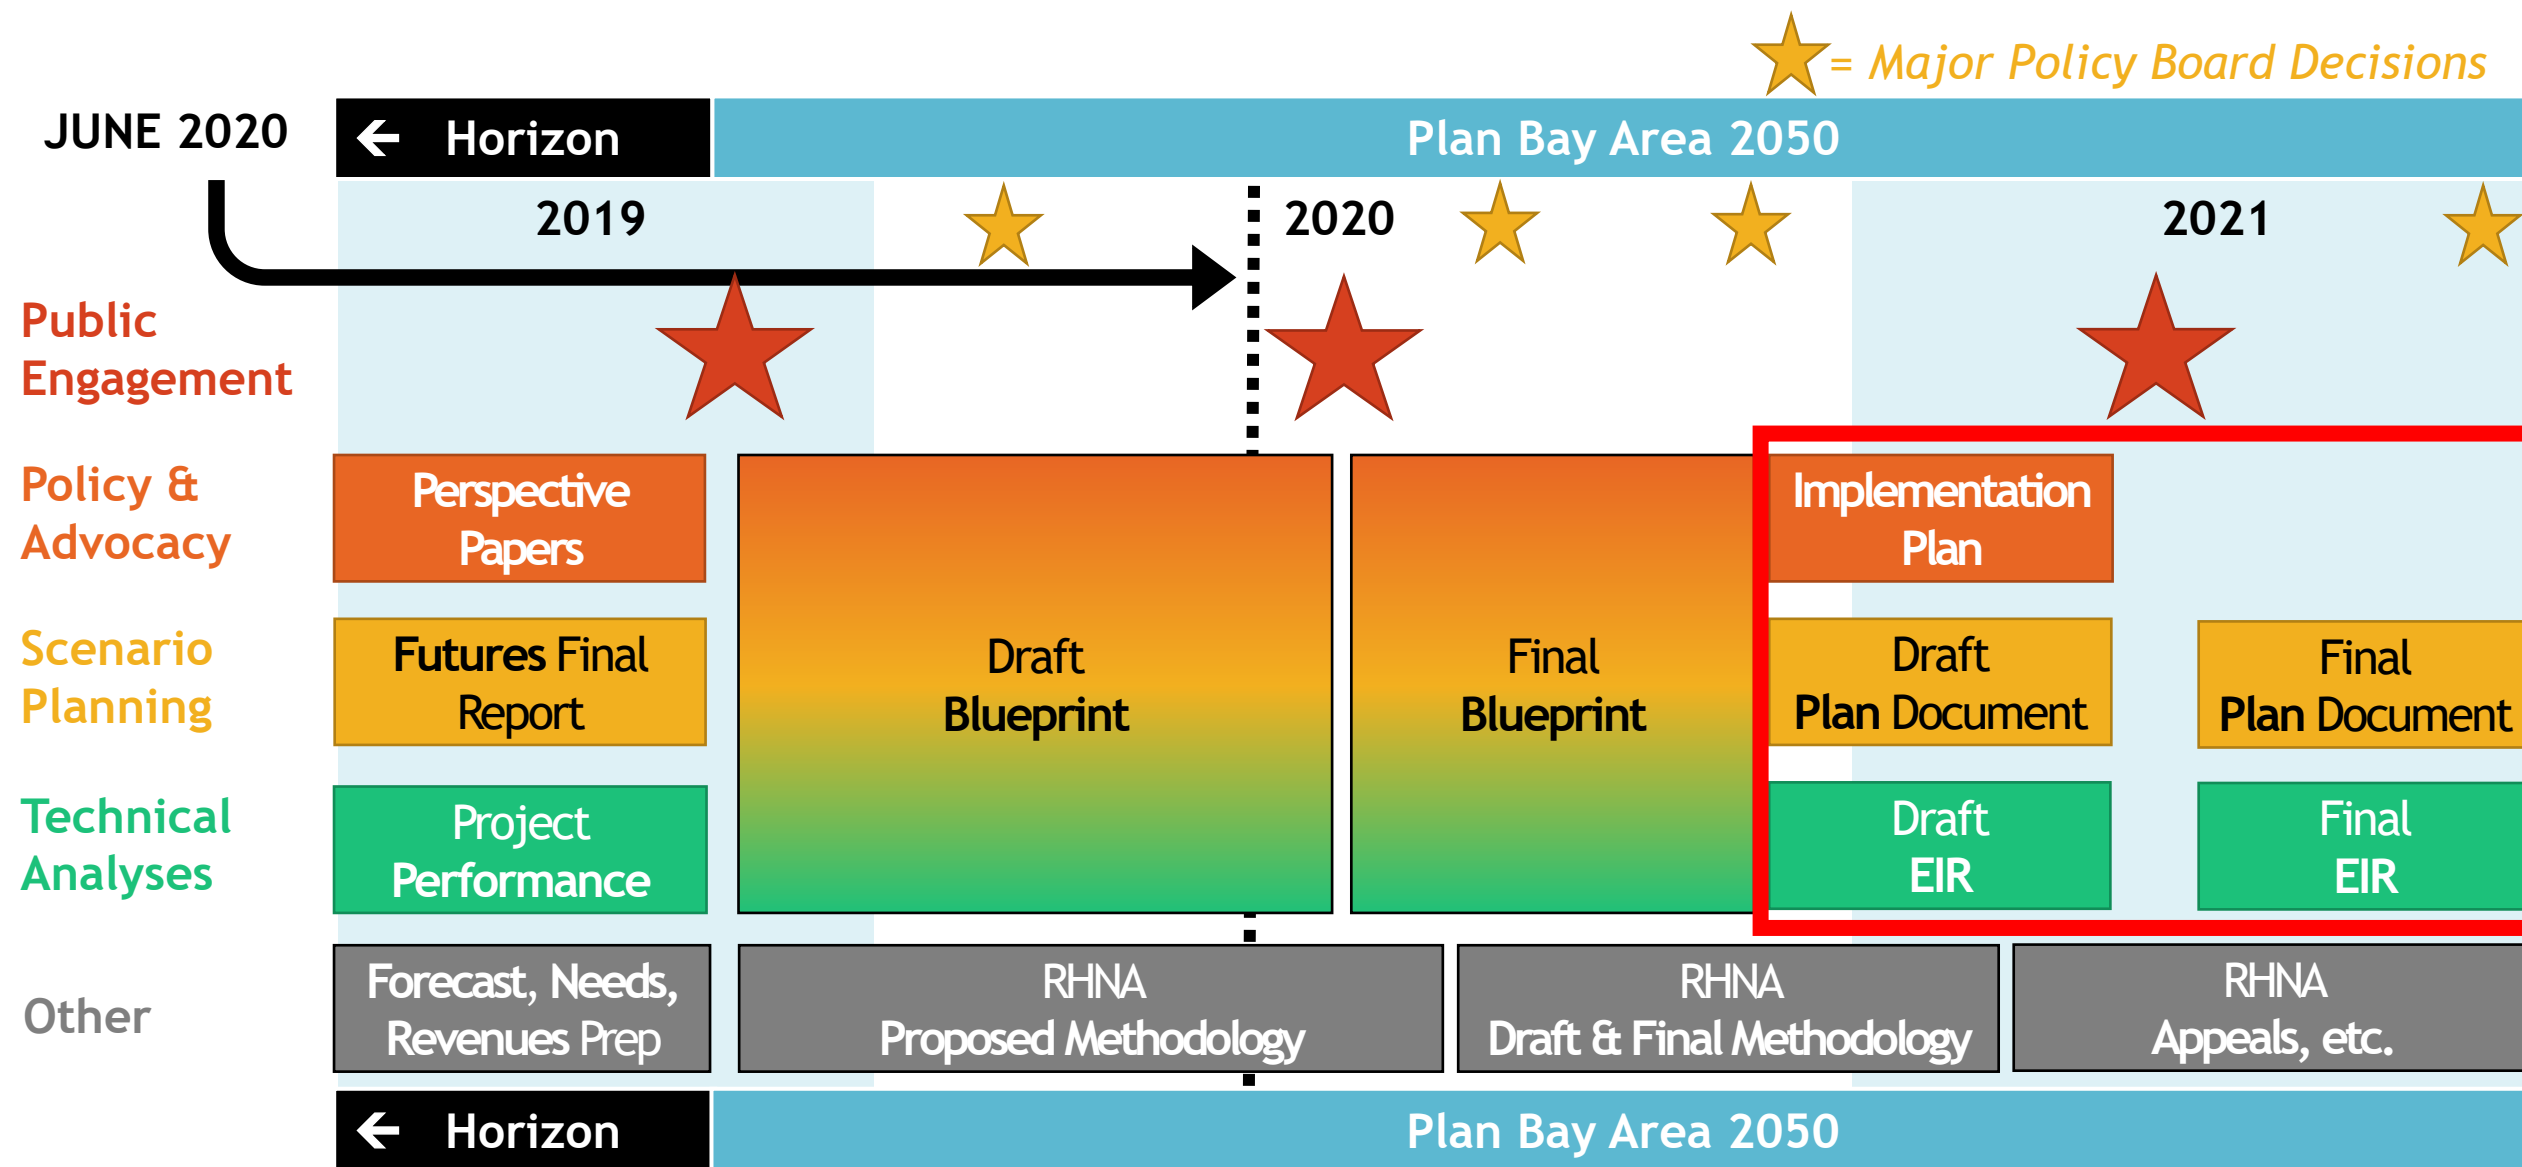 = Major Policy Board Decisions
JUNE 2020
Horizon
Plan Bay Area 2050
2019
2020
2021
Public
Engagement
Policy &
Advocacy
Perspective
Papers
Implementation
Plan
Scenario
Planning
Futures Final
Report
Draft
Blueprint
Final
Blueprint
Draft
Plan Document
Final
Plan Document
Technical
Analyses
Project
Performance
Draft
EIR
Final
EIR
Other
Forecast, Needs,
Revenues Prep
RHNA
Proposed Methodology
RHNA
Draft & Final Methodology
RHNA
Appeals, etc.
Horizon
Plan Bay Area 2050